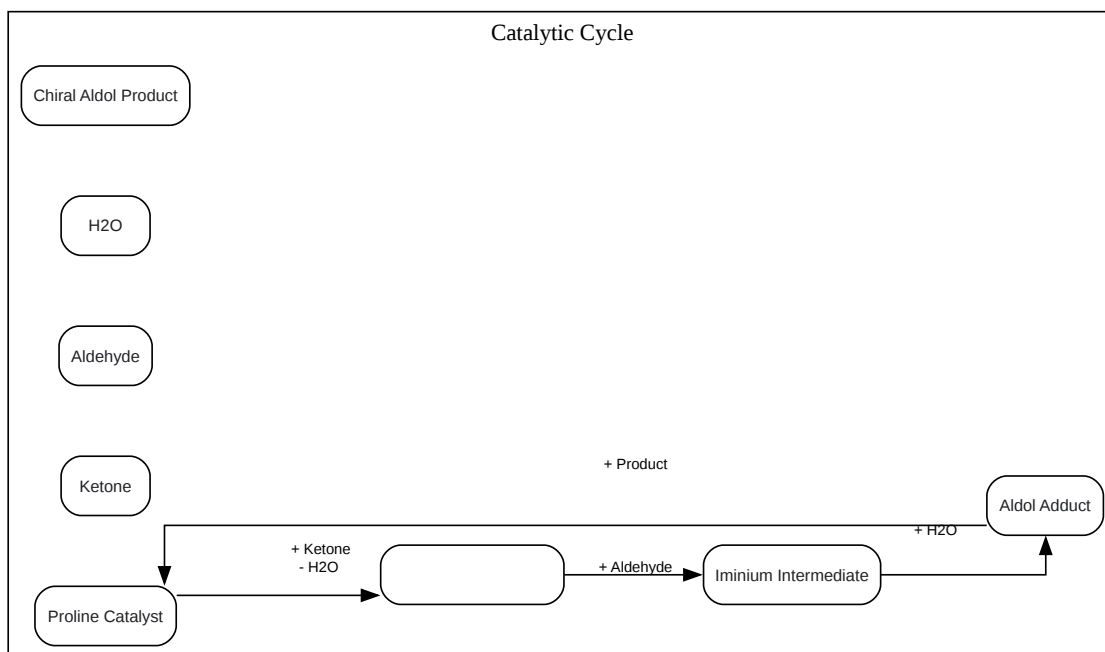 Catalytic Cycle
Chiral Aldol Product
H2O
Aldehyde
Ketone
+ Product
Aldol Adduct
+ H2O
+ Ketone
- H2O
+ Aldehyde
Iminium Intermediate
Proline Catalyst